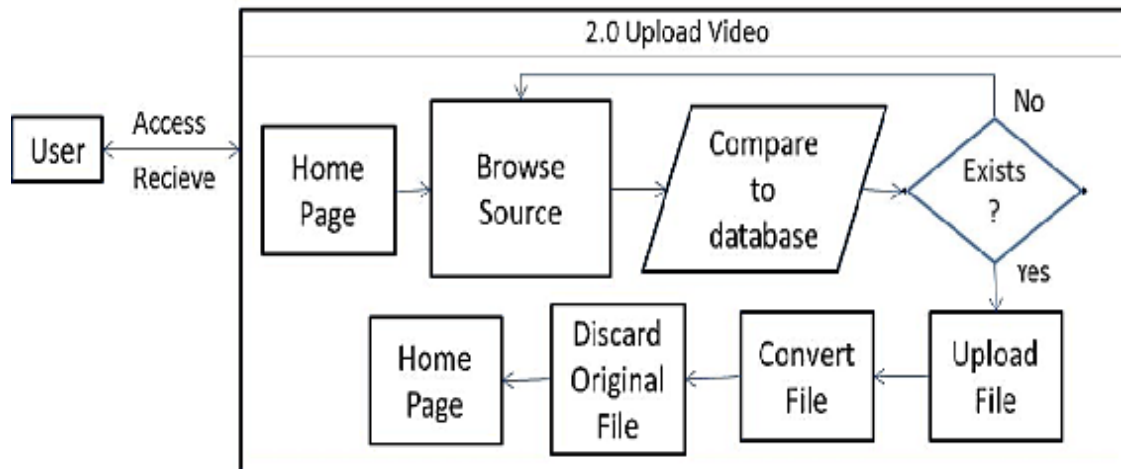 2.0 Upload Video
User
Access
Recieve
Home
Page
Browse
Source
Compare
to
database
Exists
?
No
Yes
Upload
File
Convert
File
Discard
Original
File
Home
Page